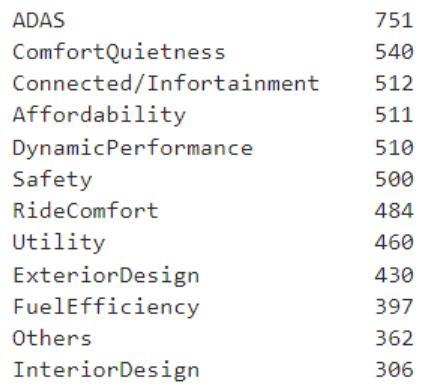 ADAS 751
ComfortQuietness 540
Connected/Infortainment 512
Affordability 511
DynamicPerformance 510
Safety 500
RideComfort 484
Utility 460
ExteriorDesign 430
FuelEfficiency 397
Others 362
InteriorDesign 306